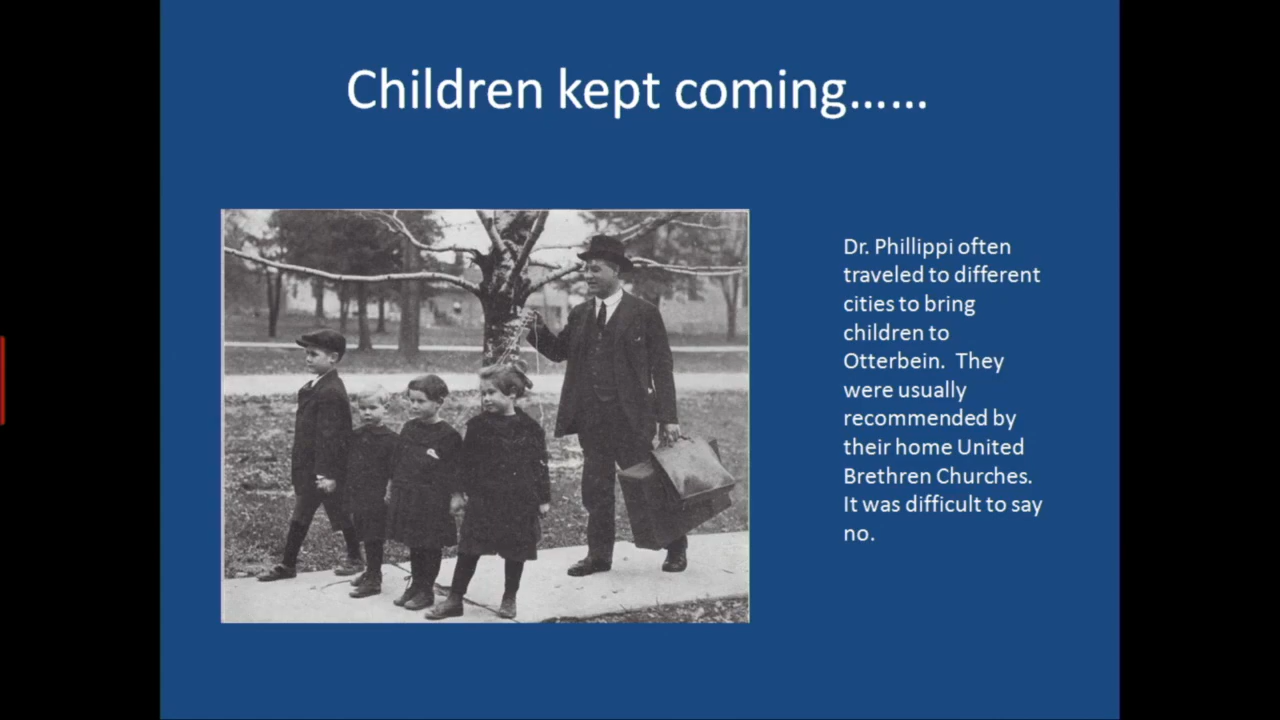 Children kept coming......
Dr. Phillippi often
traveled to different
cities to bring
children to
Otterbein.  They
were usually
recommended by
their home United
Brethren Churches.
It was difficult to say
no.